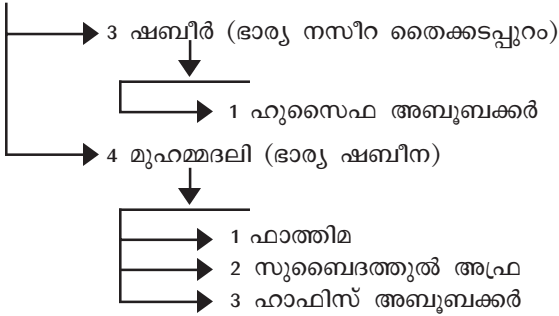 3 ഷബീർ (ഭാര്യ നസീറ തൈക്കടപ്പുറം)
1 ഹുസൈഫ അബൂബക്കർ
4 മുഹമ്മദലി (ഭാര്യ ഷബീന)
1 ഫാത്തിമ
2 സുബൈദത്തുൽ അഫ്ര
3 ഹാഫിസ് അബൂബക്കർ